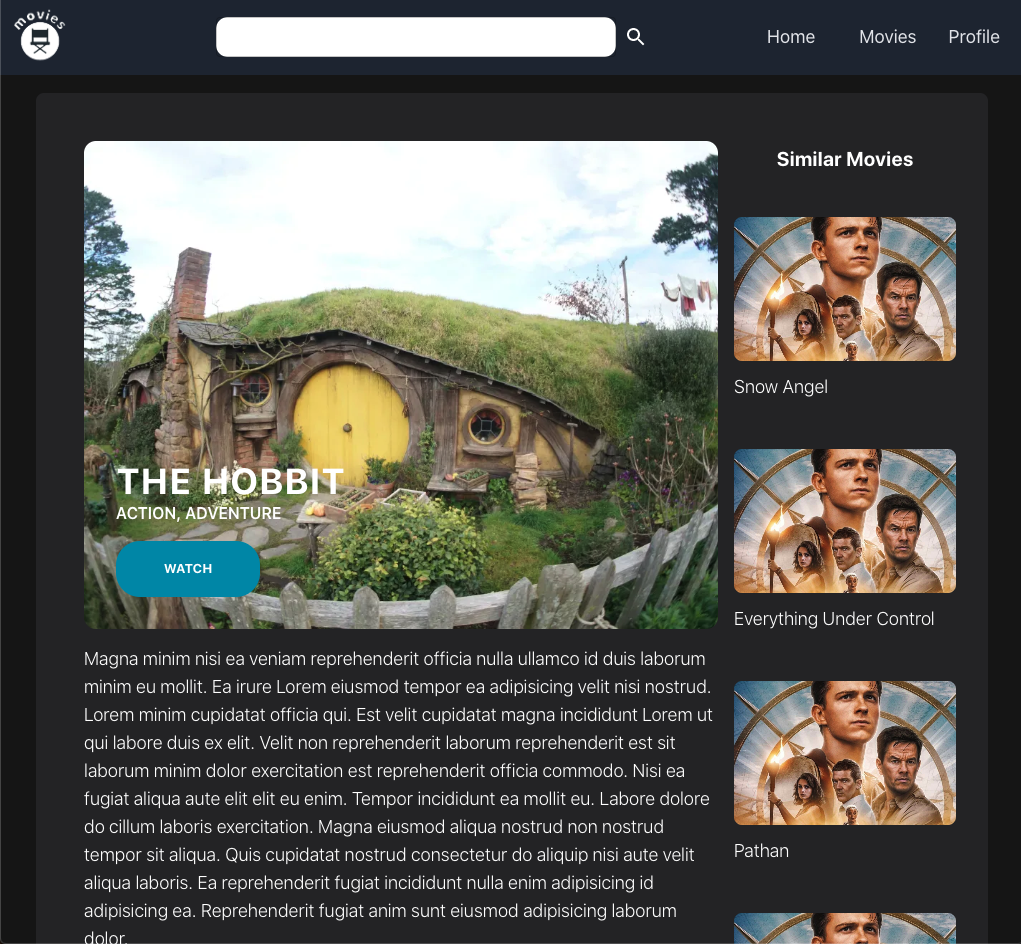 movies
Home
Movies
Profile
THE HOBBIT
ACTION, ADVENTURE
WATCH
Magna minim nisi ea veniam reprehenderit officia nulla ullamco id duis laborum
minim eu mollit. Ea irure Lorem eiusmod tempor ea adipisicing velit nisi nostrud.
Lorem minim cupidatat officia qui. Est velit cupidatat magna incididunt Lorem ut
qui labore duis ex elit. Velit non reprehenderit laborum reprehenderit est sit
laborum minim dolor exercitation est reprehenderit officia commodo. Nisi ea
fugiat aliqua aute elit elit eu enim. Tempor incididunt ea mollit eu. Labore dolore
do cillum laboris exercitation. Magna eiusmod aliqua nostrud non nostrud
tempor sit aliqua. Quis cupidatat nostrud consectetur do aliquip nisi aute velit
aliqua laboris. Ea reprehenderit fugiat incididunt nulla enim adipisicing id
adipisicing ea. Reprehenderit fugiat anim sunt eiusmod adipisicing laborum
dolor.
Similar Movies
Snow Angel
Everything Under Control
Pathan